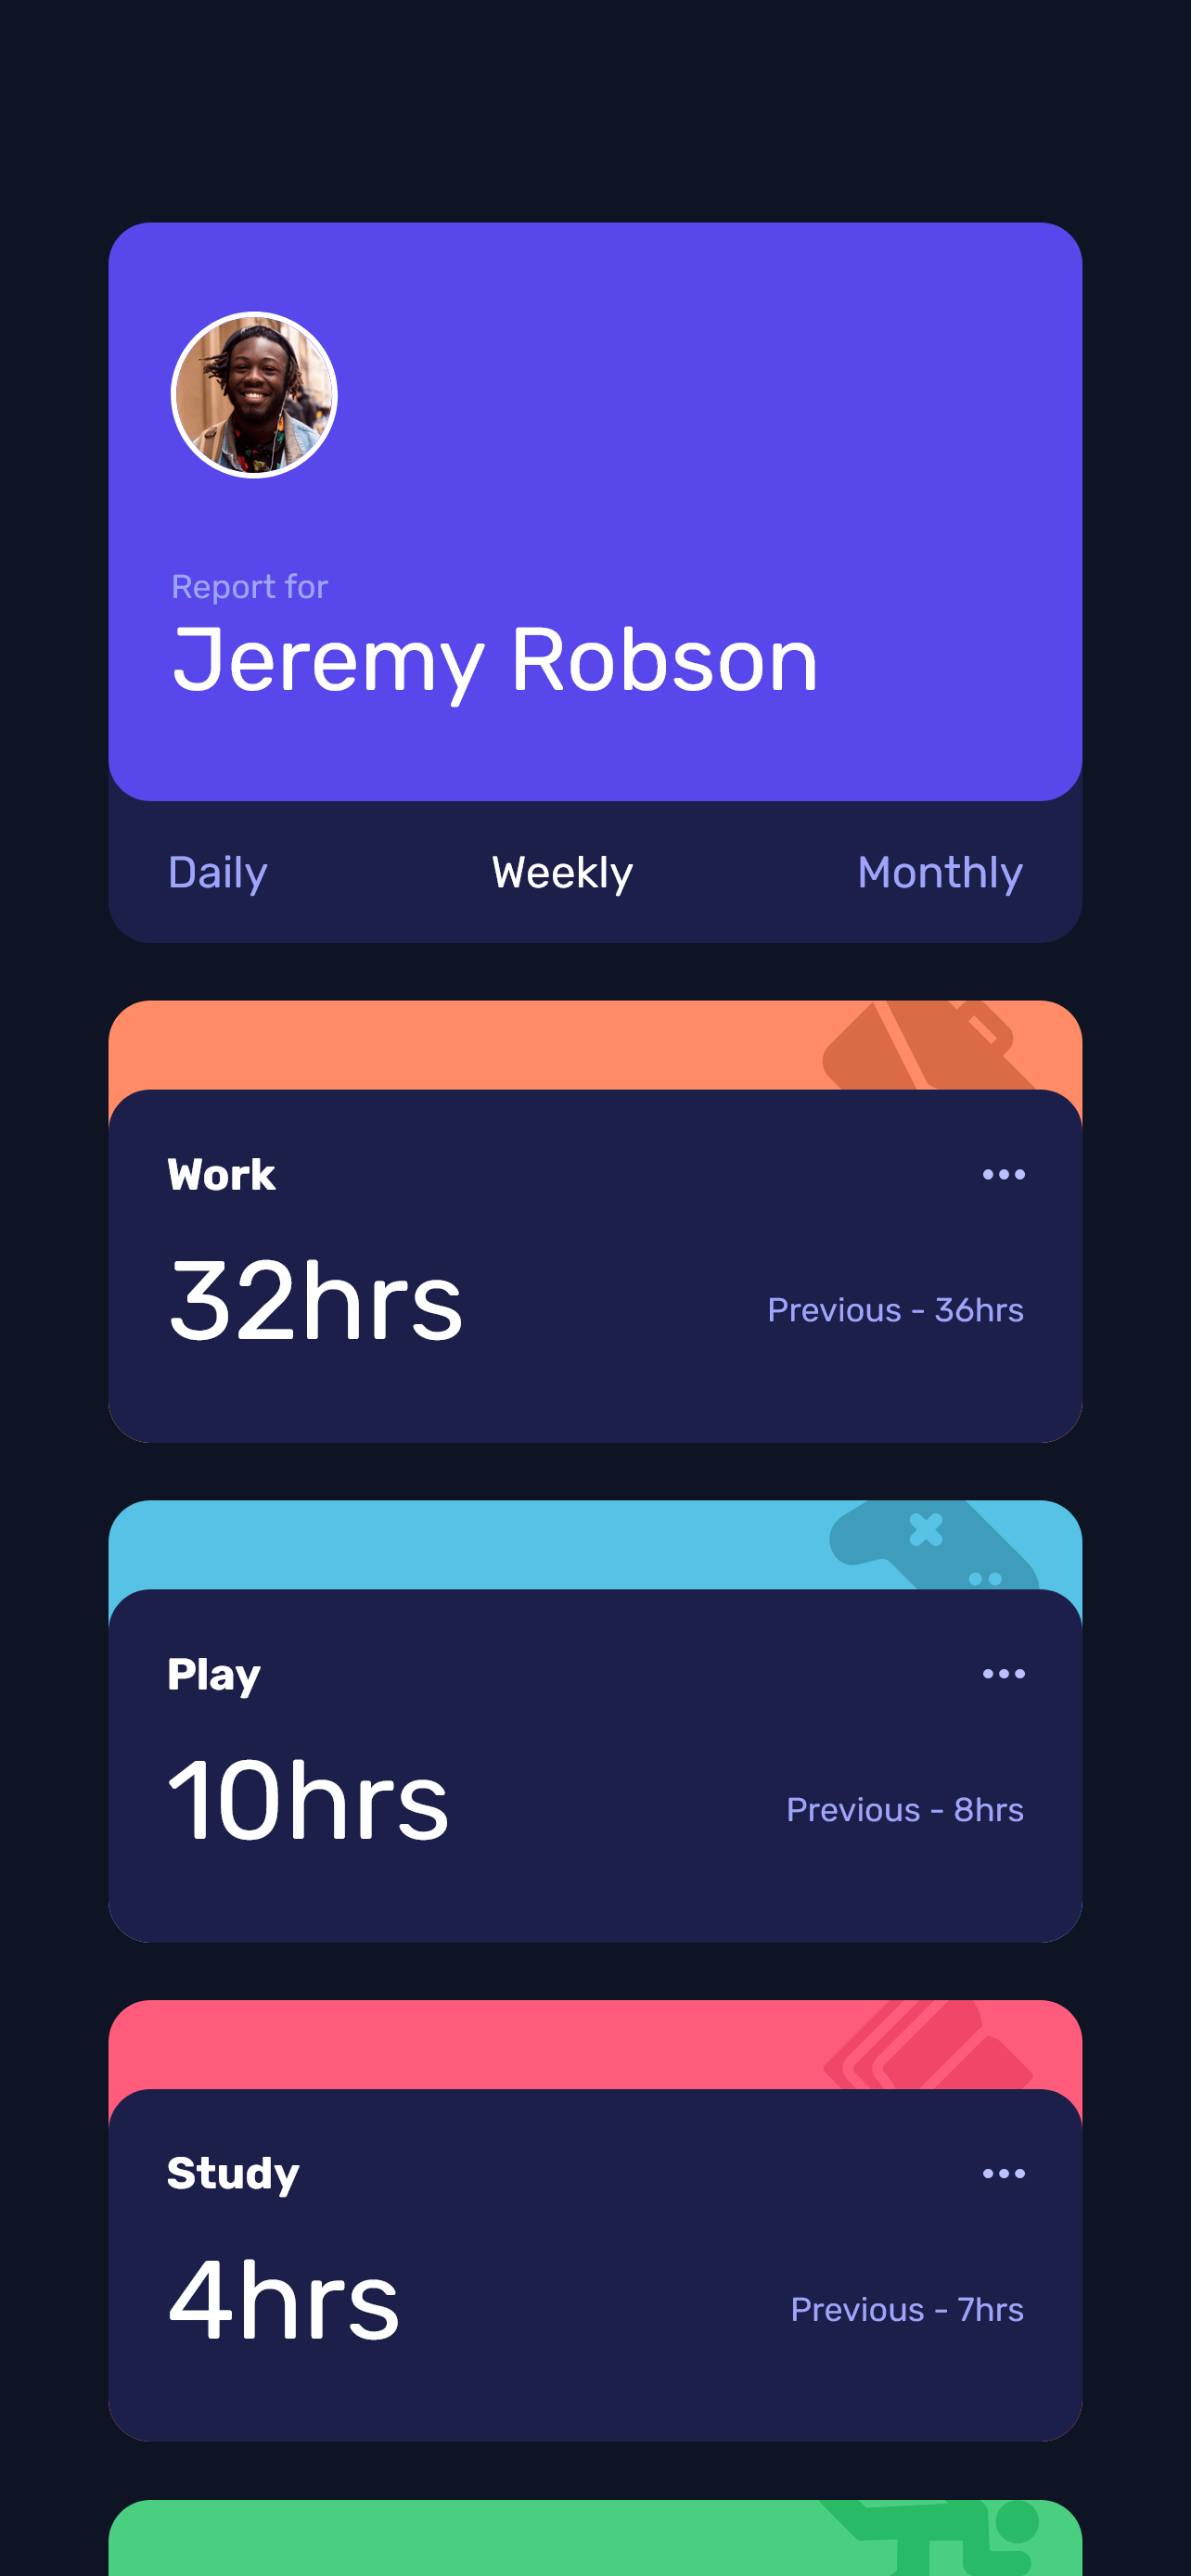 Report for
Jeremy Robson
Daily Weekly Monthly
Work
32hrs Previous - 36hrs
Play
10hrs Previous - 8hrs
Study
4hrs Previous - 7hrs